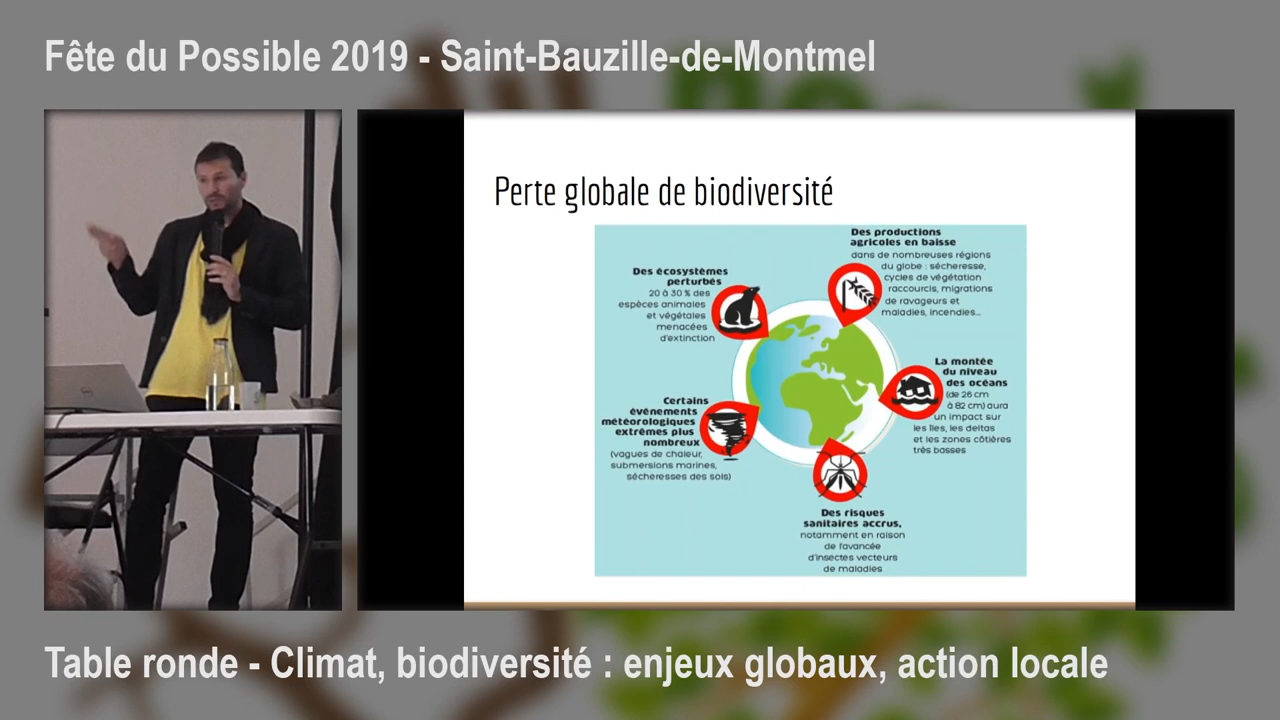 Fête du Possible 2019 - Saint-Bauzille-de-Montmel
Perte globale de biodiversité
Des productions
agricoles en baisse
dans de nombreuses régions
du globe : sécheresse,
cycles de végétation
raccourcis, migrations
de ravageurs et
maladies, incendies...
Des écosystèmes
perturbés
20 à 30 % des
espèces animales
et végétales
menacées
d'extinction
La montée
du niveau
des océans
(de 26 cm
à 82 cm) aura
un impact sur
les îles, les deltas
et les zones côtières
très basses
Certains
événements
météorologiques
extrêmes plus
nombreux
(vagues de chaleur,
submersions marines,
sécheresses des sols)
Des risques
sanitaires accrus,
notamment en raison
de l'avancée
d'insectes vecteurs
de maladies
Table ronde - Climat, biodiversité : enjeux globaux, action locale